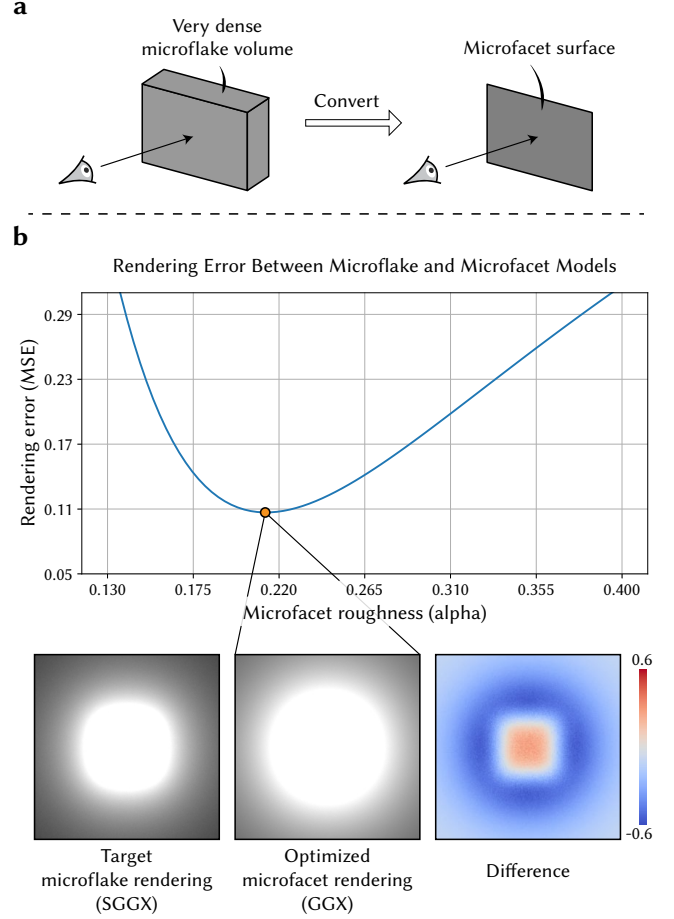 a
Very dense
microflake volume
Convert
Microfacet surface
b
Rendering Error Between Microflake and Microfacet Models
Rendering error (MSE)
0.29
0.23
0.17
0.11
0.05
0.130 0.175 0.220 0.265 0.310 0.355 0.400
Microfacet roughness (alpha)
0.6
-0.6
Target
microflake rendering
(SGGX)
Optimized
microfacet rendering
(GGX)
Difference